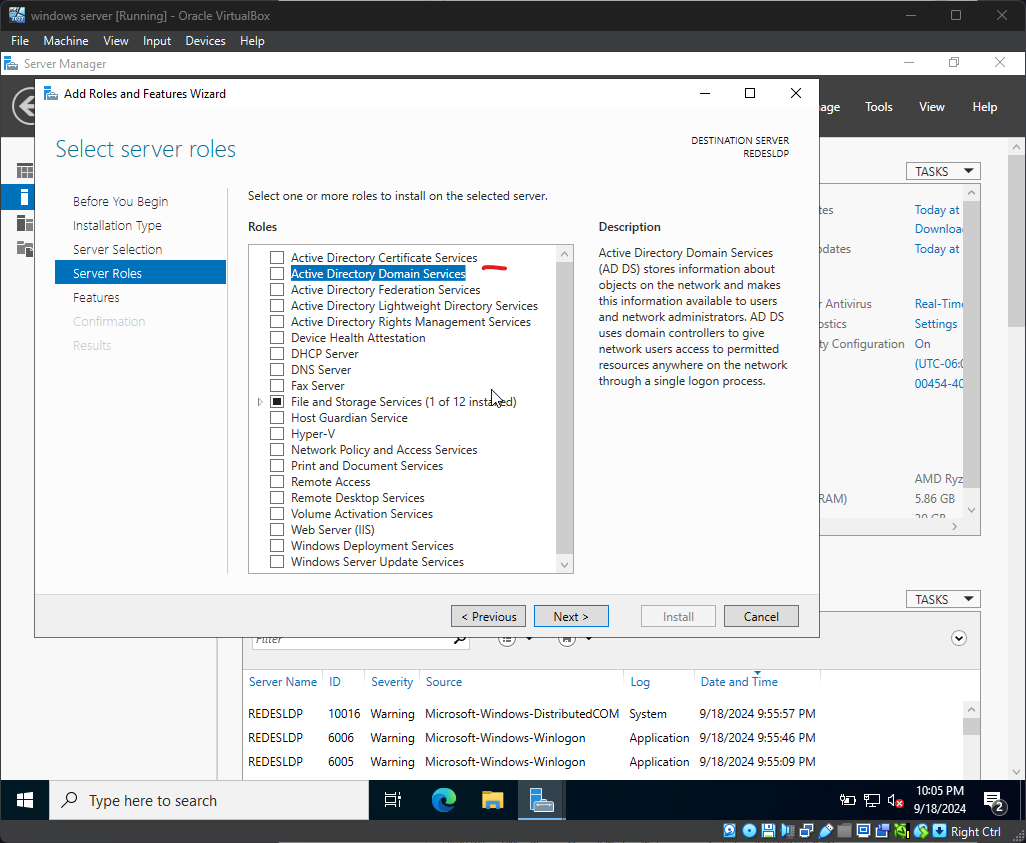 windows server [Running] - Oracle VirtualBox
File Machine View Input Devices Help
Server Manager
Add Roles and Features Wizard
age Tools View Help
Select server roles
DESTINATION SERVER
REDESLDP
Before You Begin
Installation Type
Server Selection
Server Roles
Features
Confirmation
Results
Select one or more roles to install on the selected server.
Roles
Active Directory Certificate Services
Active Directory Domain Services
Active Directory Federation Services
Active Directory Lightweight Directory Services
Active Directory Rights Management Services
Device Health Attestation
DHCP Server
DNS Server
Fax Server
File and Storage Services (1 of 12 installed)
Host Guardian Service
Hyper-V
Network Policy and Access Services
Print and Document Services
Remote Access
Remote Desktop Services
Volume Activation Services
Web Server (IIS)
Windows Deployment Services
Windows Server Update Services
Description
Active Directory Domain Services
(AD DS) stores information about
objects on the network and makes
this information available to users
and network administrators. AD DS
uses domain controllers to give
network users access to permitted
resources anywhere on the network
through a single logon process.
< Previous Next > Install Cancel
TASKS
tes Today at
Downloa
pdates Today at
r Antivirus Real-Time
ostics Settings
ty Configuration On
(UTC-06:0
00454-40
AMD Ryz
RAM) 5.86 GB
TASKS
Filter
Server Name ID Severity Source Log Date and Time
REDESLDP 10016 Warning Microsoft-Windows-DistributedCOM System 9/18/2024 9:55:57 PM
REDESLDP 6006 Warning Microsoft-Windows-Winlogon Application 9/18/2024 9:55:46 PM
REDESLDP 6005 Warning Microsoft-Windows-Winlogon Application 9/18/2024 9:55:09 PM
Type here to search
10:05 PM
9/18/2024
2
Right Ctrl